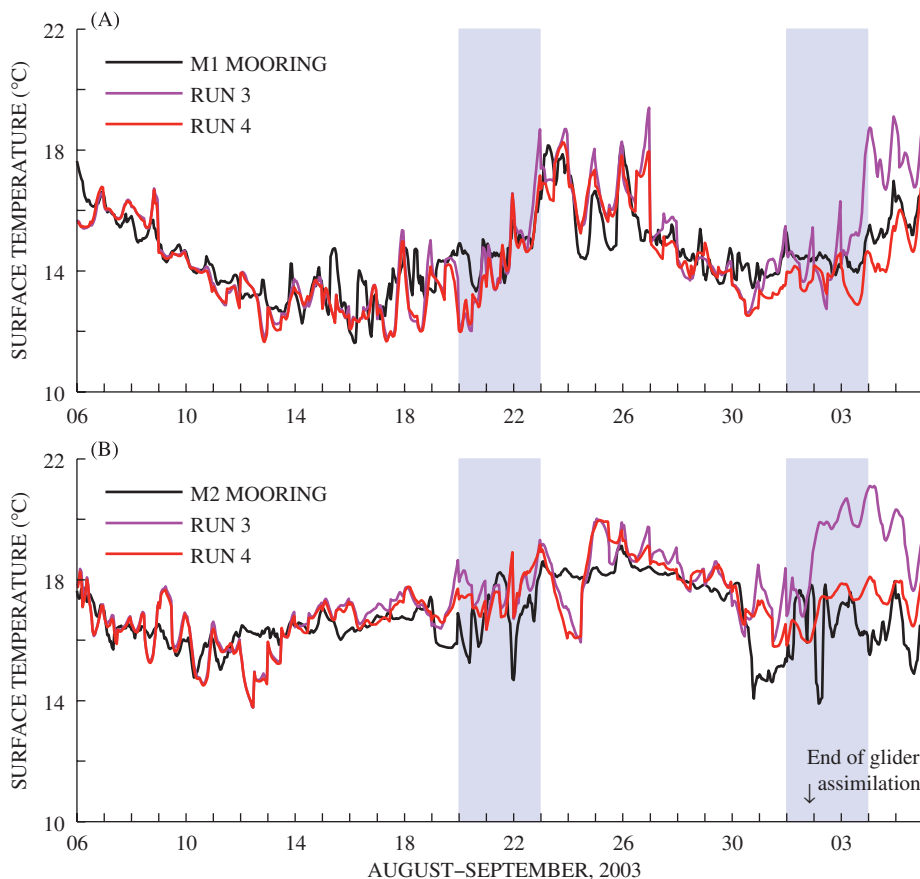 (A)
22
18
14
10
SURFACE TEMPERATURE (°C)
M1 MOORING
RUN 3
RUN 4
06 10 14 18 22 26 30 03
(B)
22
18
14
10
SURFACE TEMPERATURE (°C)
M2 MOORING
RUN 3
RUN 4
End of glider
assimilation
06 10 14 18 22 26 30 03
AUGUST–SEPTEMBER, 2003